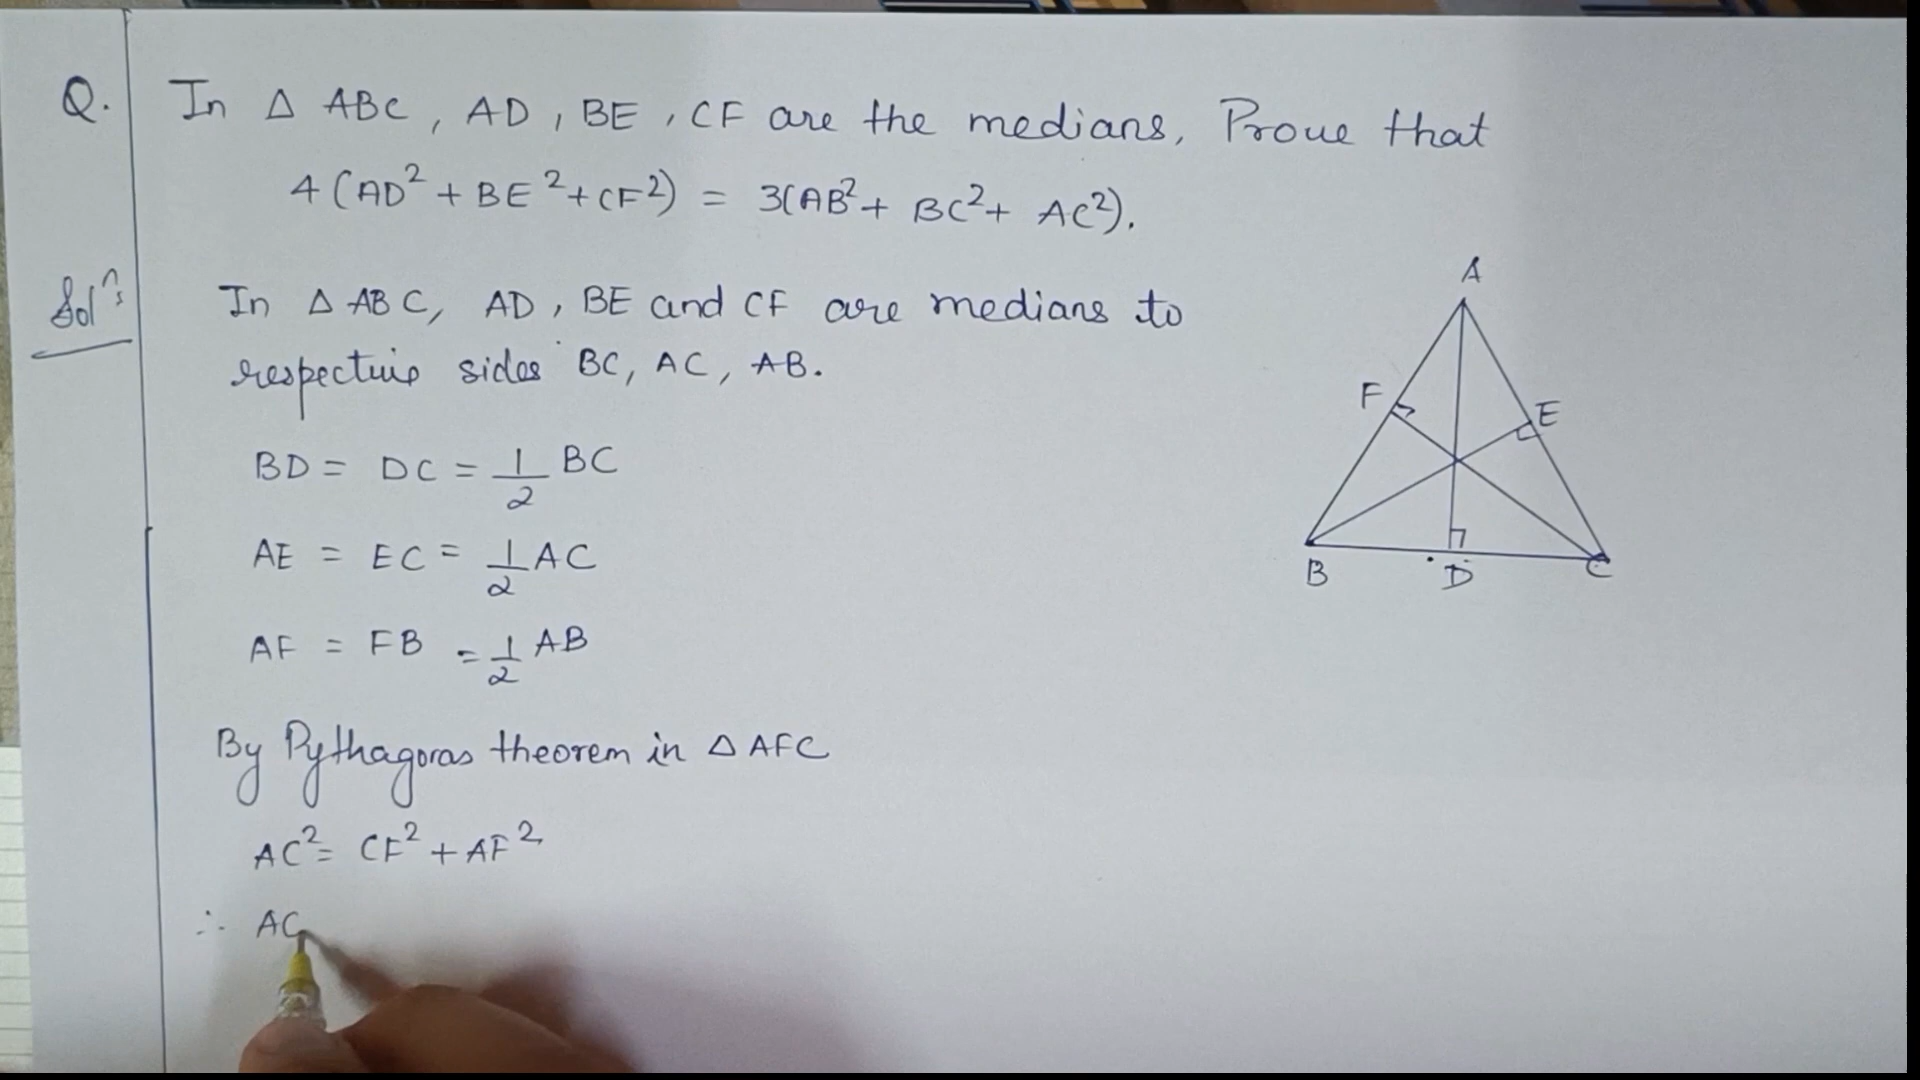 Q. In △ ABC, AD, BE, CF are the medians, Prove that
4(AD²+BE²+CF²) = 3(AB²+ BC²+ AC²).
Solⁿ: In △ ABC, AD, BE and CF are medians to
respective sides BC, AC, AB.
BD = DC = 1/2 BC
AE = EC = 1/2 AC
AF = FB = 1/2 AB
By Pythagoras theorem in △ AFC
AC² = CF² + AF²
∴ AC
A
F
E
B
D
C